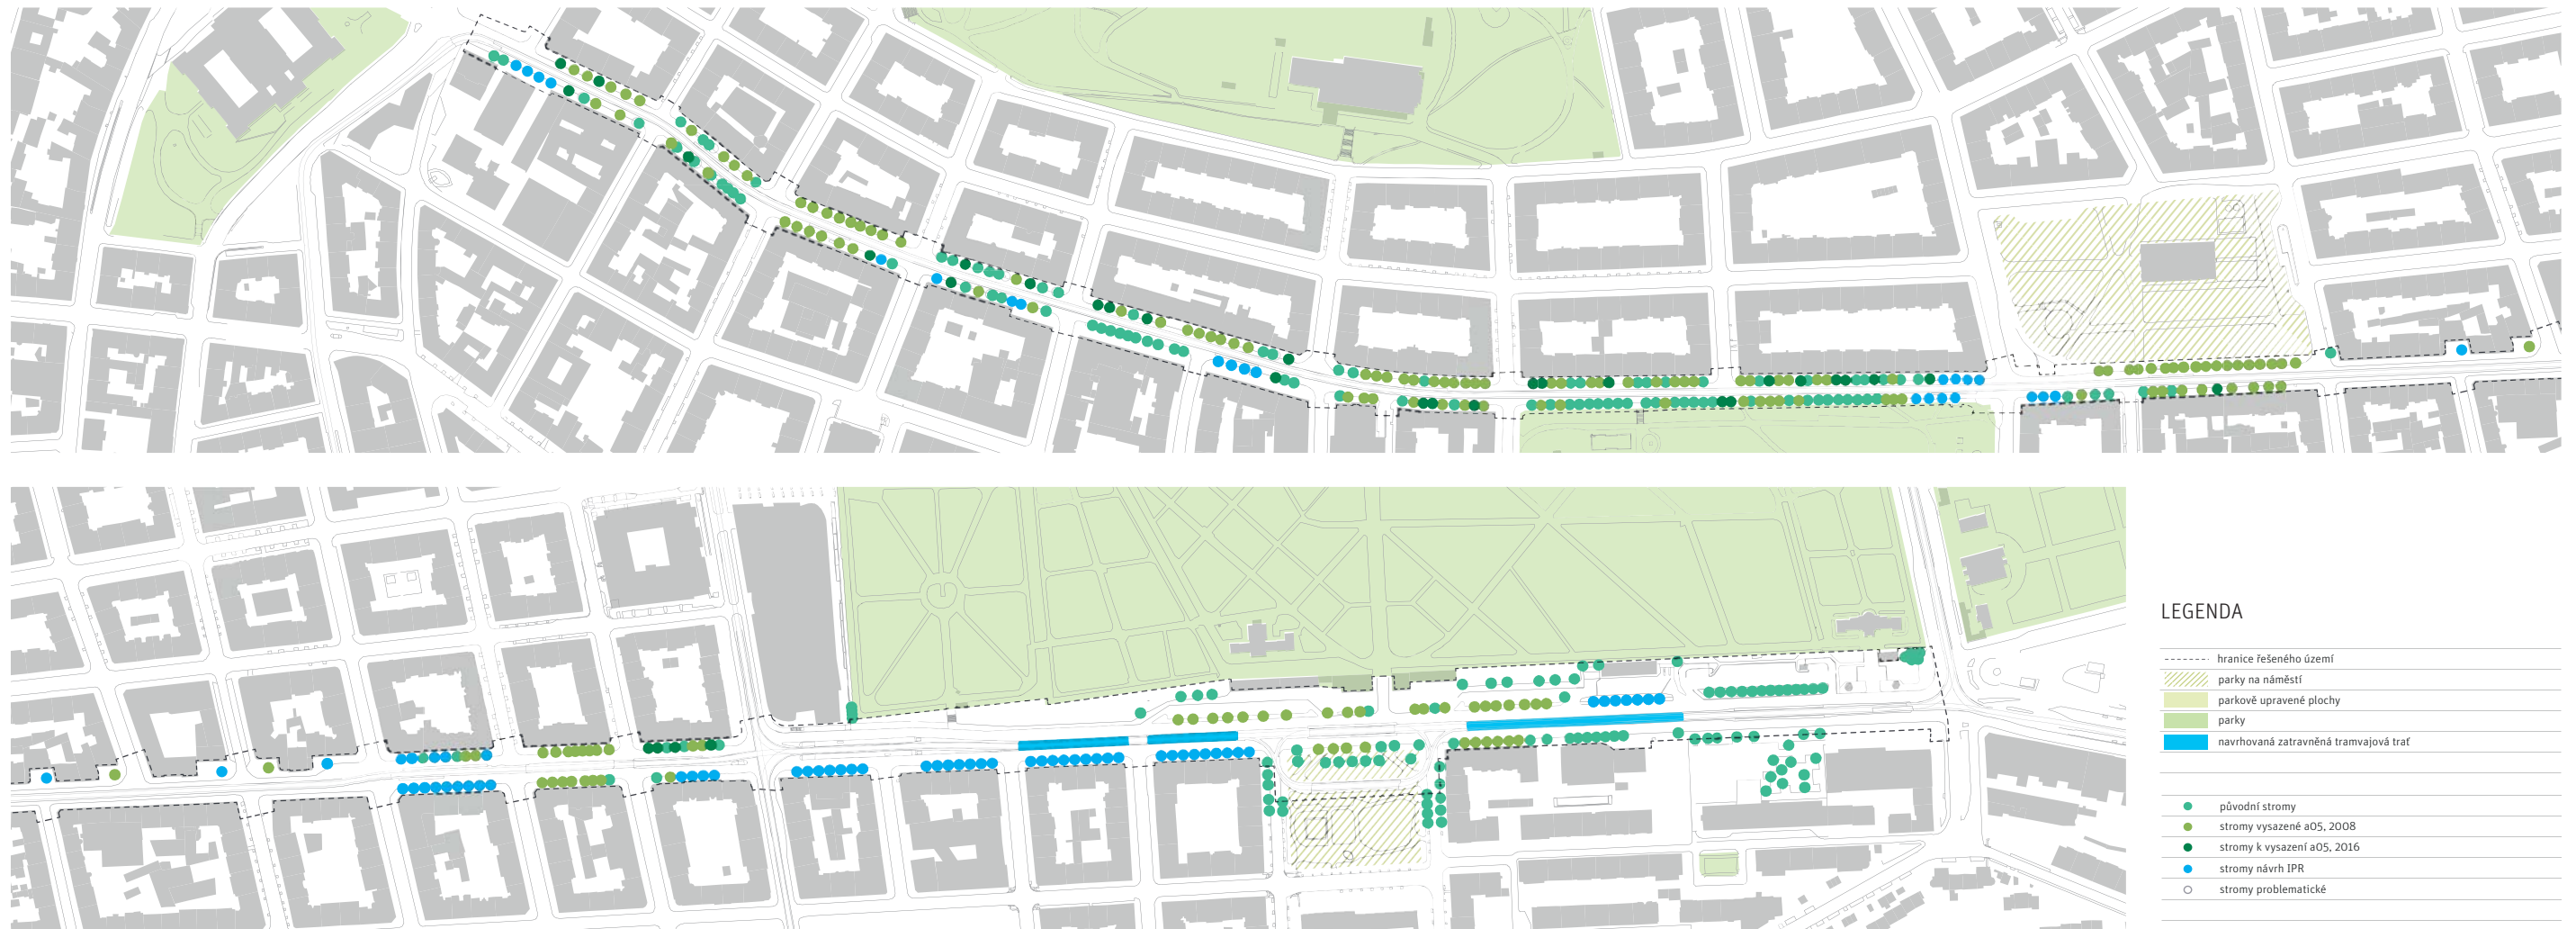 LEGENDA
hranice řešeného území
parky na náměstí
parkově upravené plochy
parky
navrhovaná zatravněná tramvajová trať
původní stromy
stromy vysazené a05, 2008
stromy k vysazení a05, 2016
stromy návrh IPR
stromy problematické